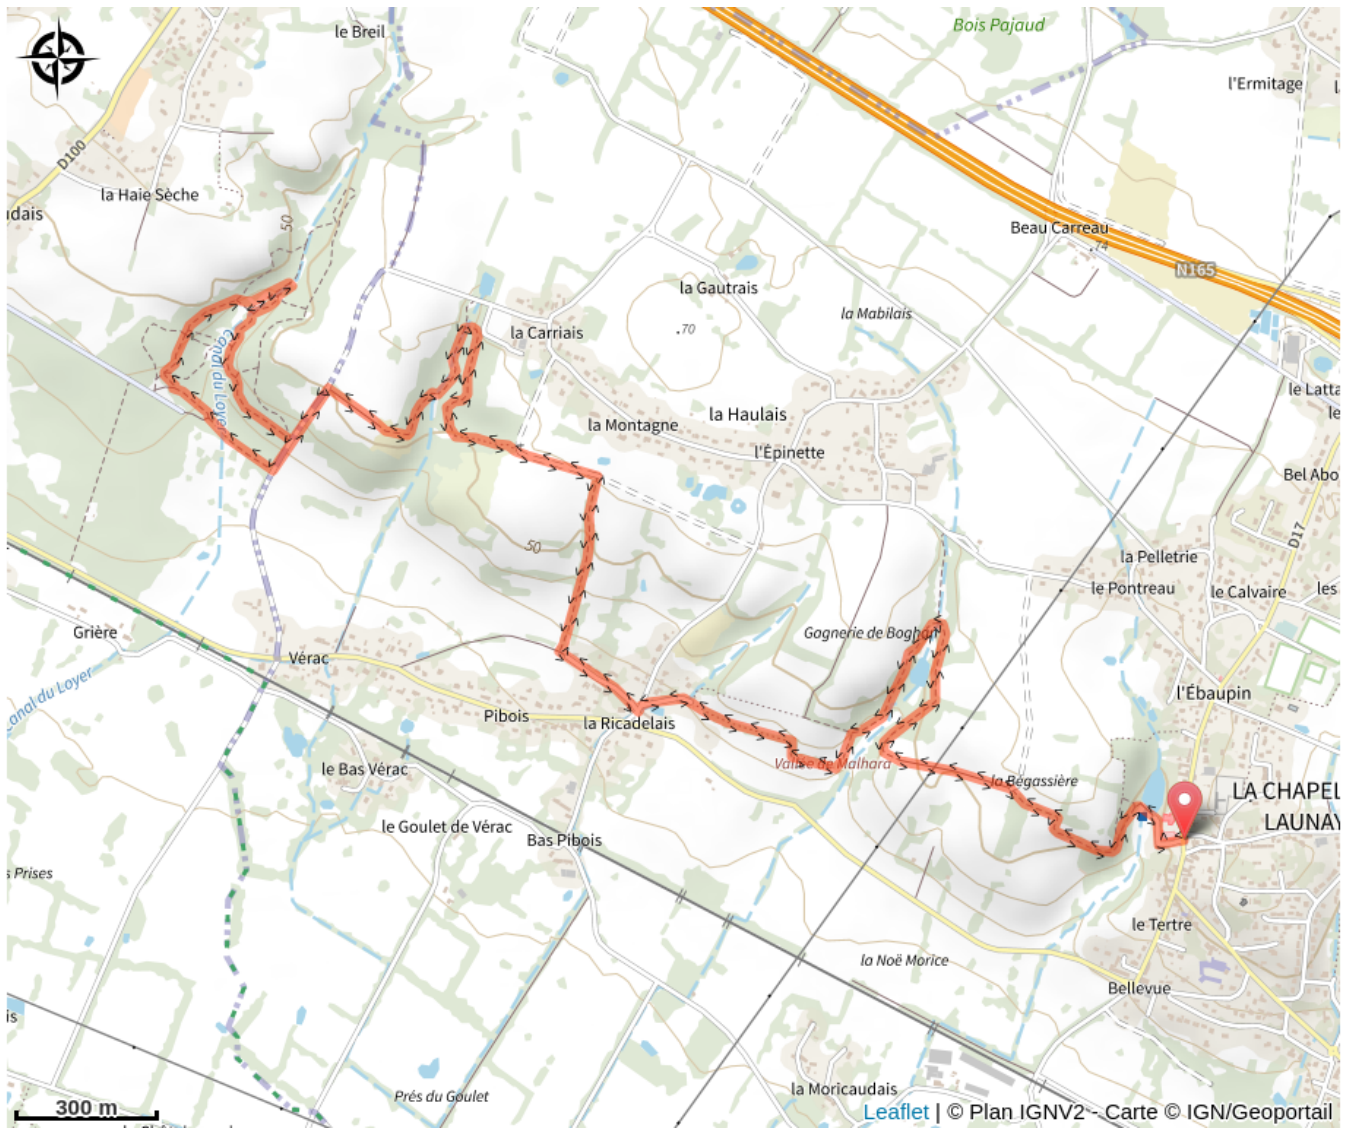 le Breil
Bois Pajaud
l'Ermitage
D100
la Haie Sèche
50
Beau Carreau
74
N165
la Gautrais
la Mabilais
.70
la Carriais
Canal du Loyer
le Latta
la Haulais
la Montagne
l'Épinette
Bel Abo
D17
50
la Pelletrie
le Pontreau
le Calvaire
les
Grière
Gagnerie de Boghan
Vérac
Canal du Loyer
l'Ébaupin
Pibois
la Ricadelais
Vallée de Malhara
le Bas Vérac
la Bégassière
LA CHAPEL
LAUNAY
le Goulet de Vérac
Bas Pibois
s Prises
le Tertre
la Noë Morice
Bellevue
Prés du Goulet
la Moricaudais
300 m
Leaflet | © Plan IGNV2 - Carte © IGN/Geoportail